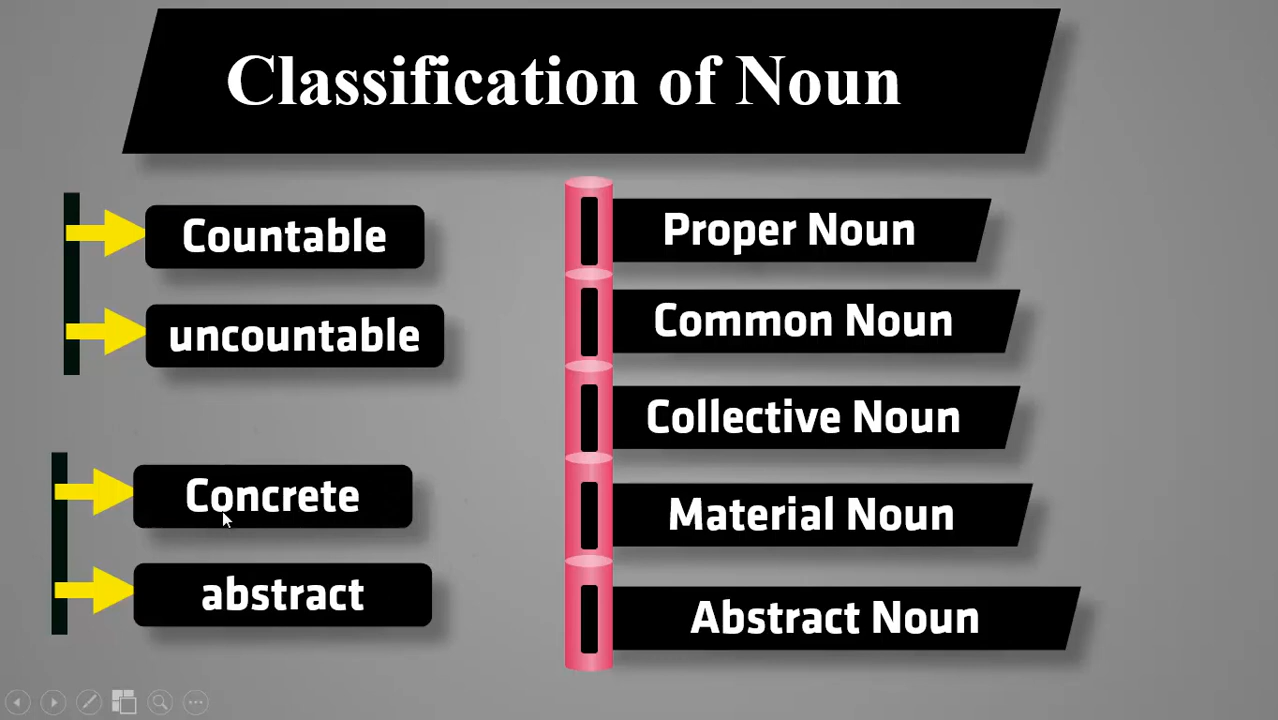 Classification of Noun
Countable
uncountable
Concrete
abstract
Proper Noun
Common Noun
Collective Noun
Material Noun
Abstract Noun